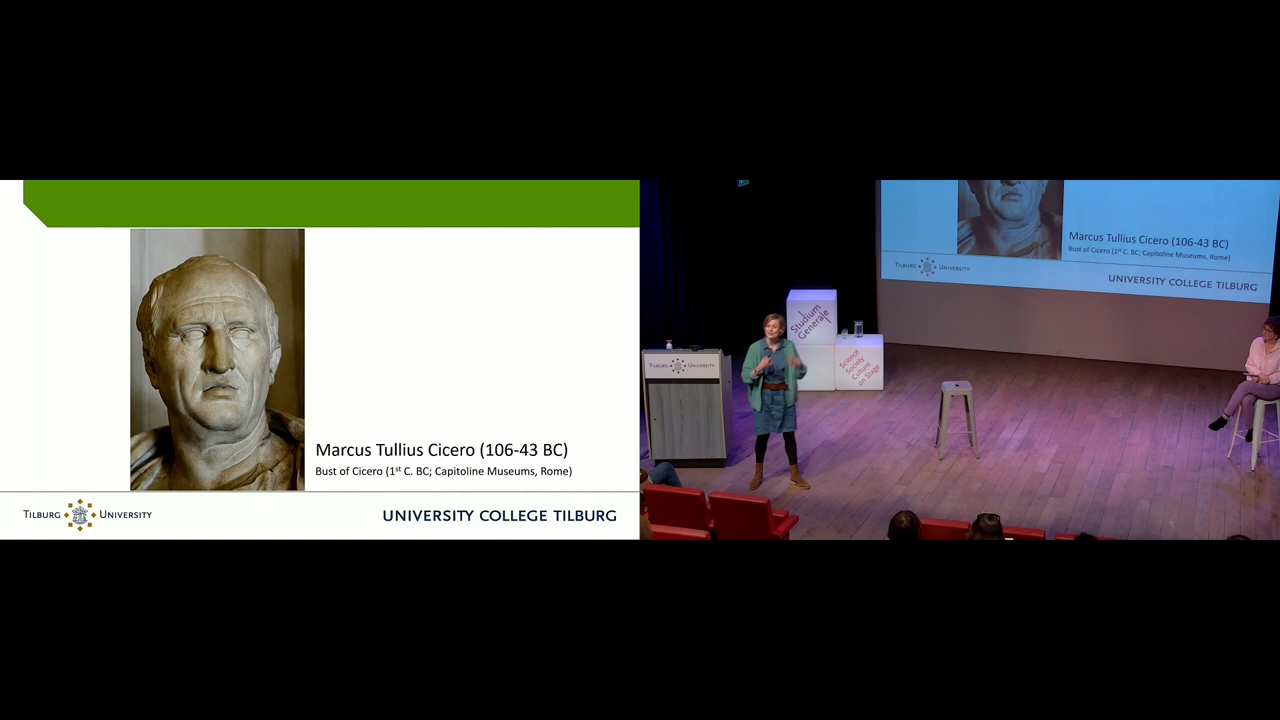 Marcus Tullius Cicero (106-43 BC)
Bust of Cicero (1st C. BC; Capitoline Museums, Rome)
TILBURG UNIVERSITY
UNIVERSITY COLLEGE TILBURG
Marcus Tullius Cicero (106-43 BC)
Bust of Cicero (1st C. BC; Capitoline Museums, Rome)
TILBURG UNIVERSITY
UNIVERSITY COLLEGE TILBURG
Studium
Generale
Science
Society
Culture
on Stage
TILBURG UNIVERSITY